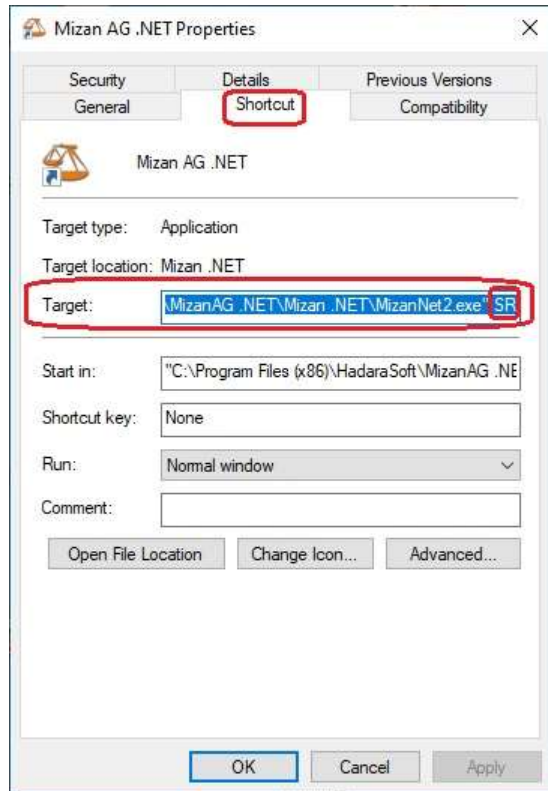 Mizan AG .NET Properties
Security Details Previous Versions
General Shortcut Compatibility
Mizan AG .NET
Target type: Application
Target location: Mizan .NET
Target: \MizanAG .NET\Mizan .NET\MizanNet2.exe" SR
Start in: "C:\Program Files (x86)\HadaraSoft\MizanAG .NE
Shortcut key: None
Run: Normal window
Comment:
Open File Location Change Icon... Advanced...
OK Cancel Apply